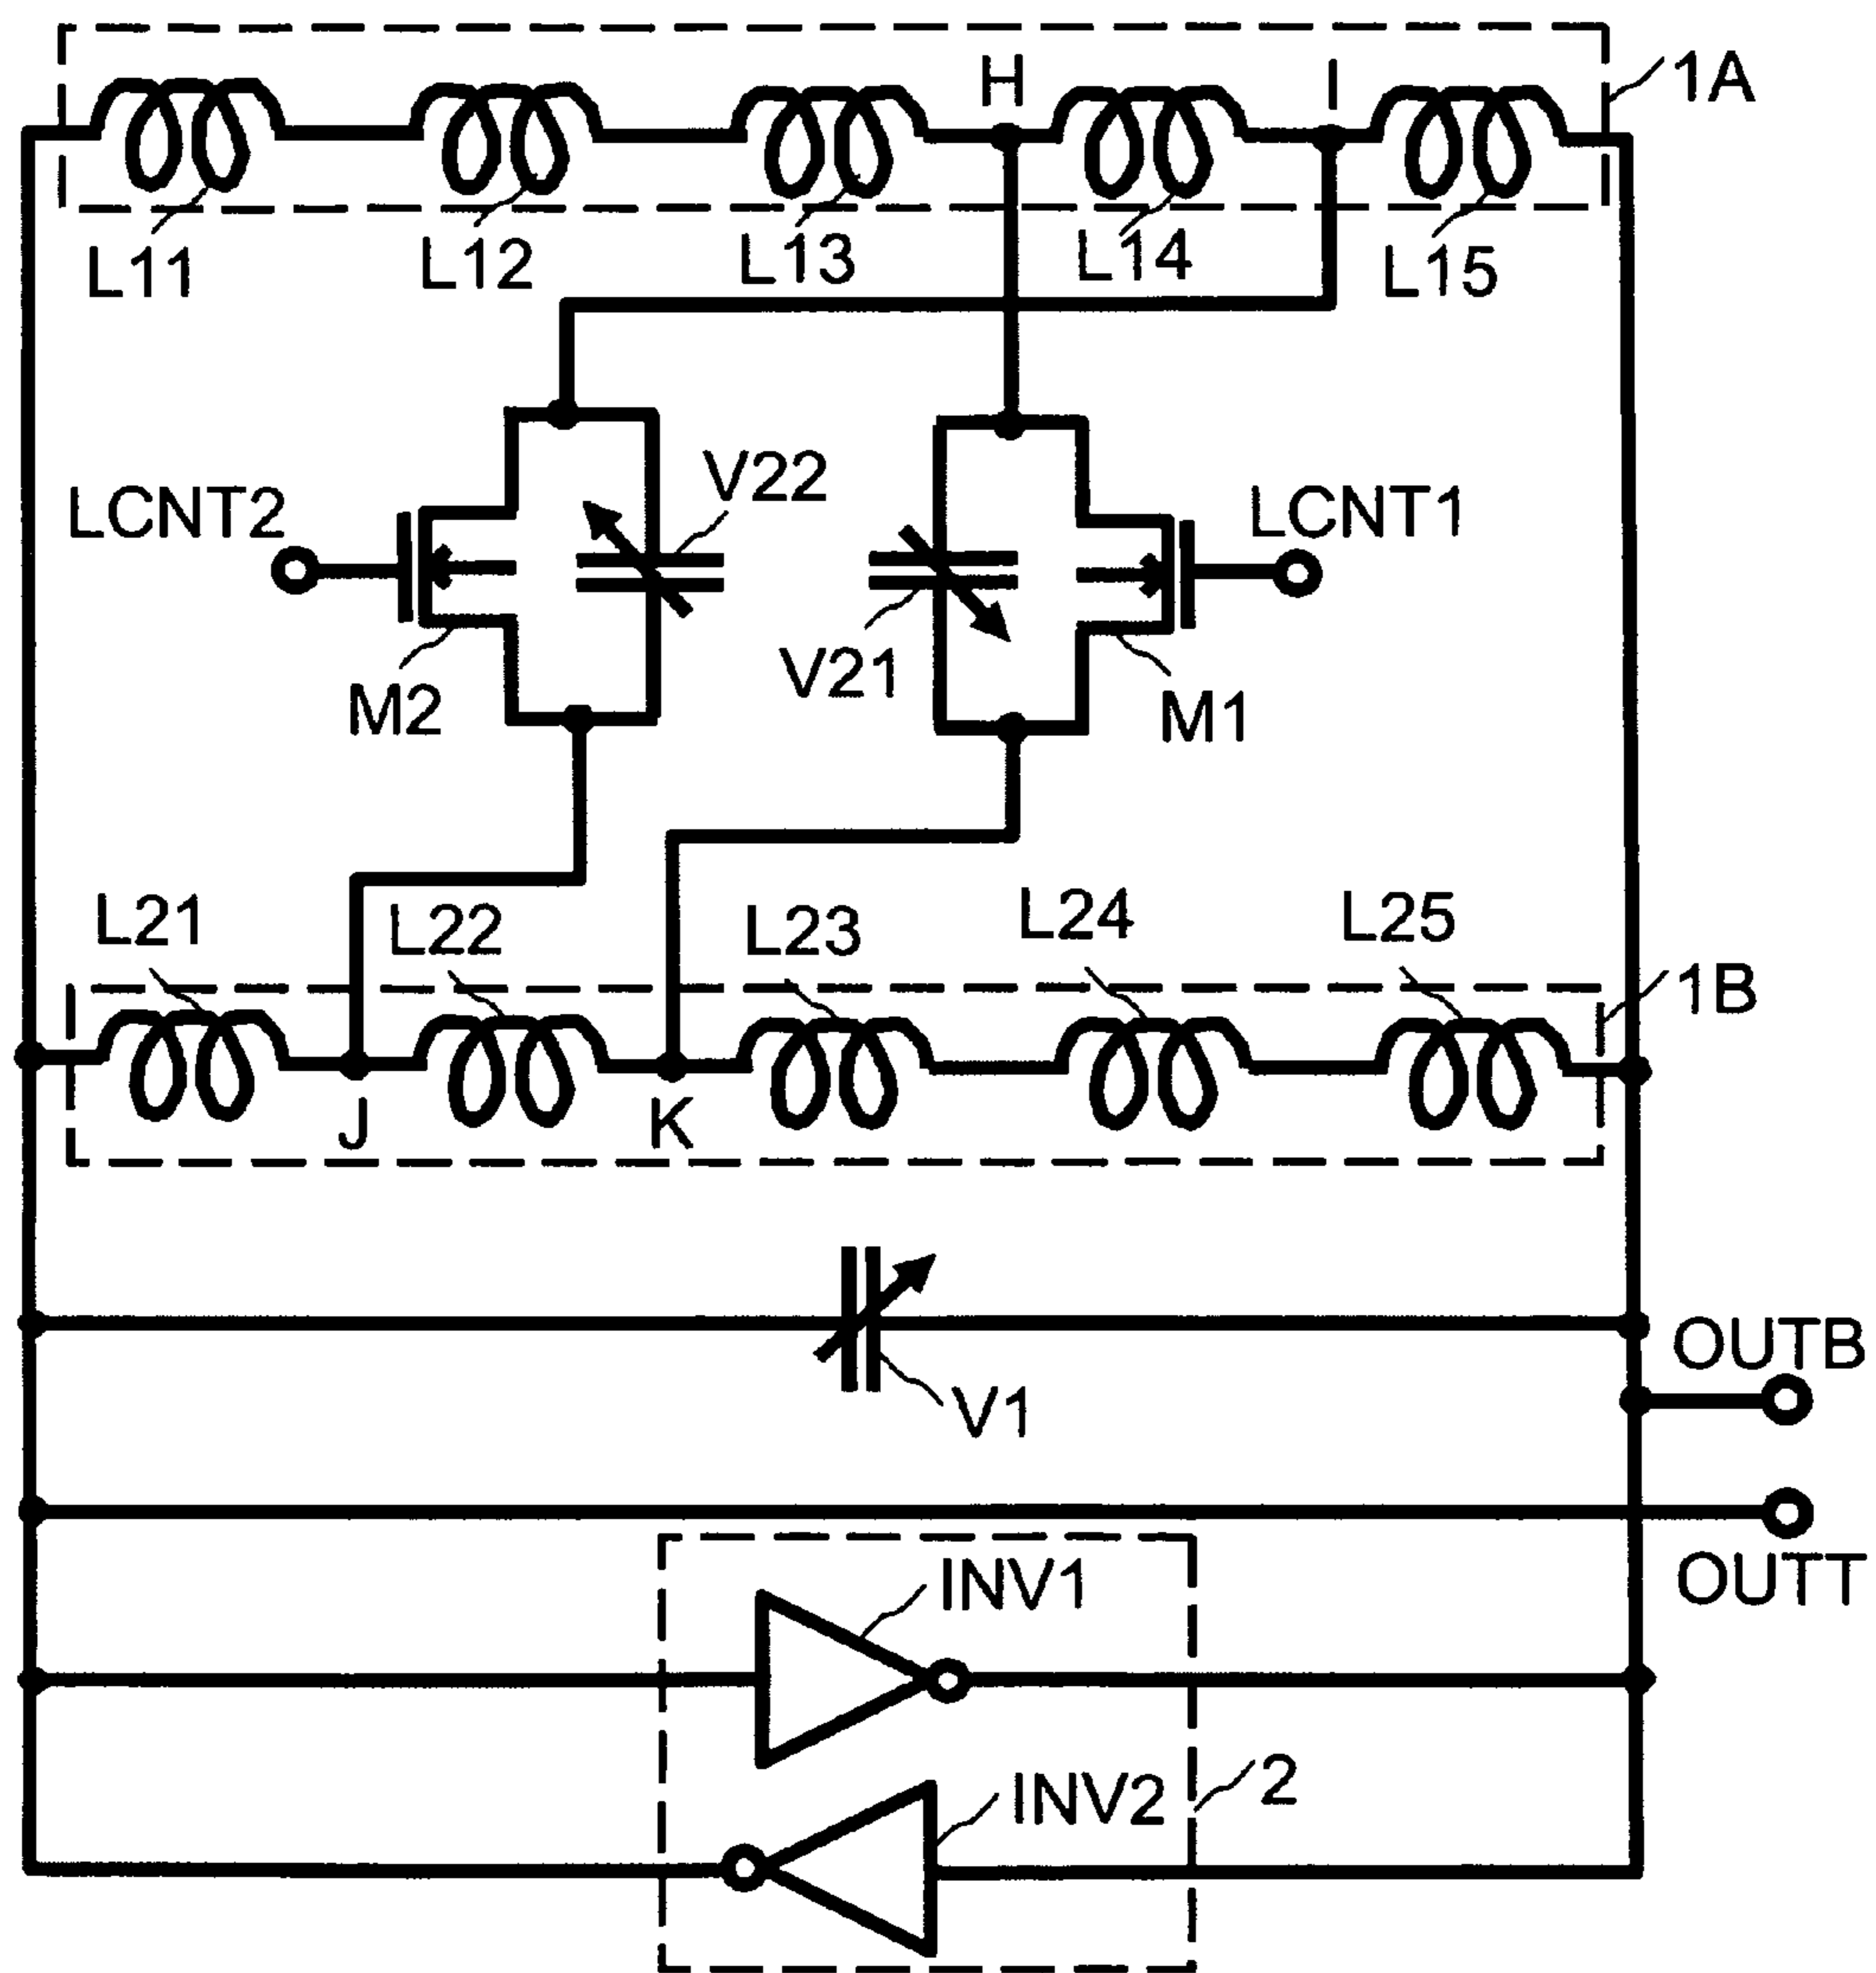 H
I
1A
L11
L12
L13
L14
L15
LCNT2
V22
LCNT1
M2
V21
M1
L21
L22
L23
L24
L25
1B
J
K
OUTB
V1
OUTT
INV1
INV2
2